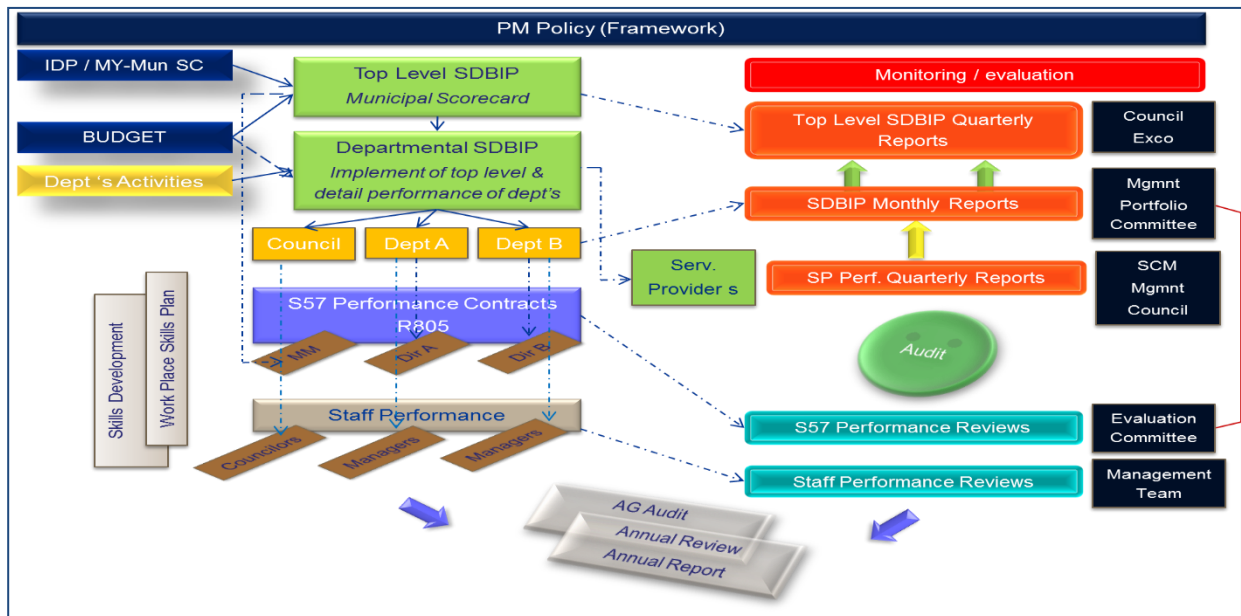 PM Policy (Framework)
IDP / MY-Mun SC
BUDGET
Dept 's Activities
Top Level SDBIP
Municipal Scorecard
Departmental SDBIP
Implement of top level &
detail performance of dept's
Council
Dept A
Dept B
Serv.
Provider s
S57 Performance Contracts
R805
MM
Dir A
Dir B
Staff Performance
Councilors
Managers
Managers
Skills Development
Work Place Skills Plan
Monitoring / evaluation
Top Level SDBIP Quarterly
Reports
Council
Exco
SDBIP Monthly Reports
Mgmnt
Portfolio
Committee
SP Perf. Quarterly Reports
SCM
Mgmnt
Council
Audit
S57 Performance Reviews
Evaluation
Committee
Staff Performance Reviews
Management
Team
AG Audit
Annual Review
Annual Report